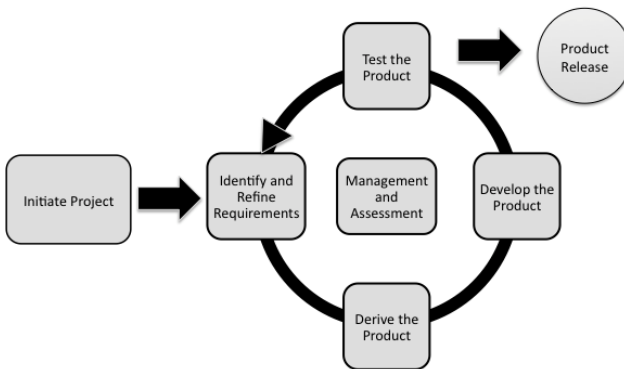 Test the
Product
Product
Release
Initiate Project
Identify and
Refine
Requirements
Management
and
Assessment
Develop the
Product
Derive the
Product